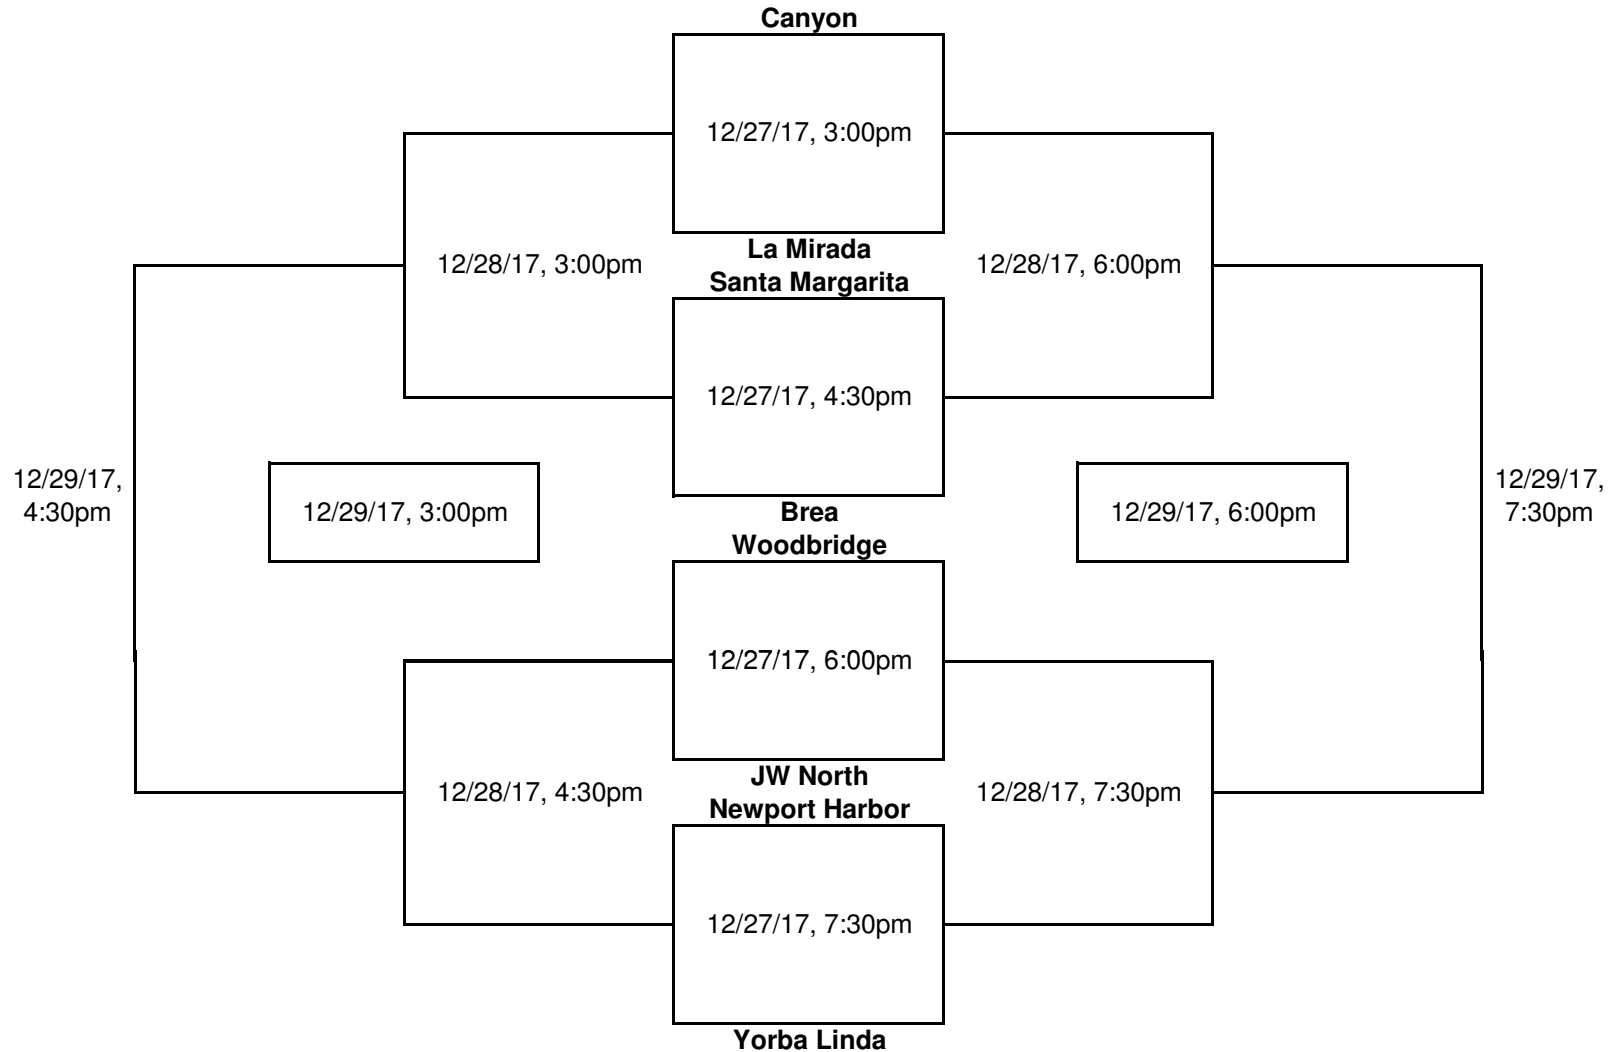 Canyon
12/27/17, 3:00pm
La Mirada
12/28/17, 3:00pm
12/28/17, 6:00pm
Santa Margarita
12/27/17, 4:30pm
12/29/17,
4:30pm
12/29/17, 3:00pm
Brea
12/29/17, 6:00pm
12/29/17,
7:30pm
Woodbridge
12/27/17, 6:00pm
JW North
12/28/17, 4:30pm
12/28/17, 7:30pm
Newport Harbor
12/27/17, 7:30pm
Yorba Linda